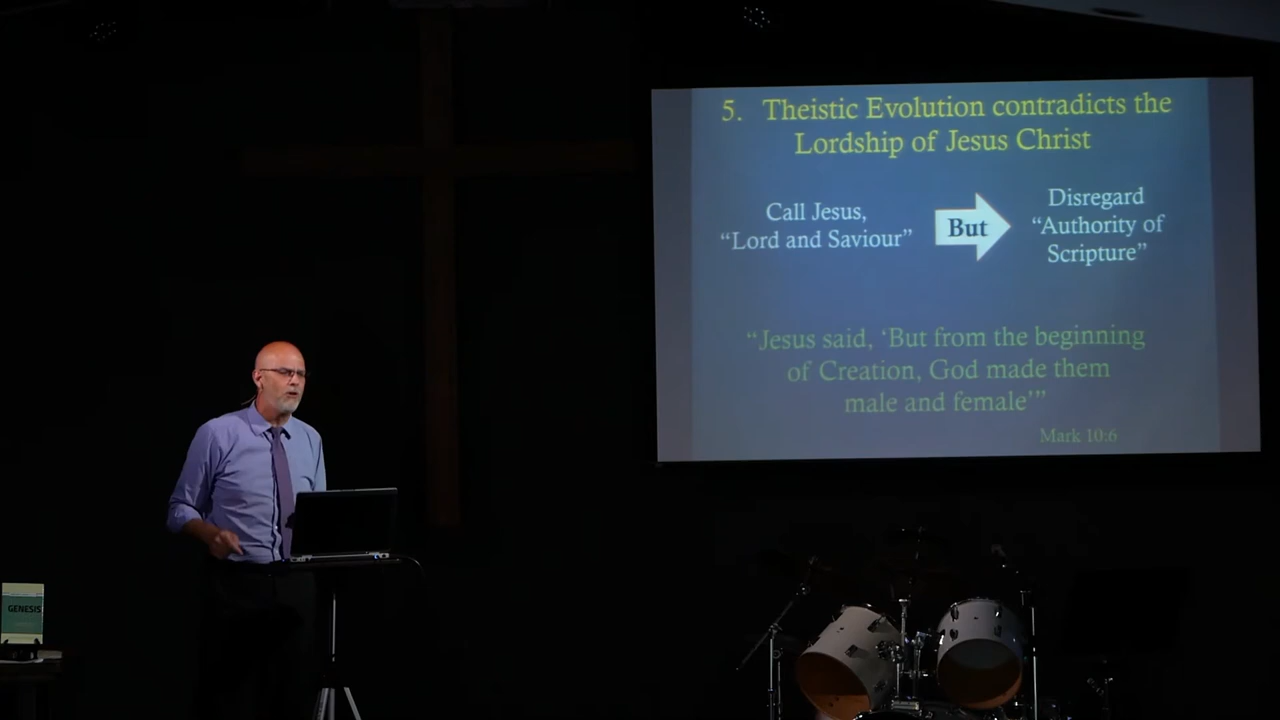 5. Theistic Evolution contradicts the
Lordship of Jesus Christ
Call Jesus,
“Lord and Saviour”
But
Disregard
“Authority of
Scripture”
“Jesus said, ‘But from the beginning
of Creation, God made them
male and female’”
Mark 10:6
GENESIS